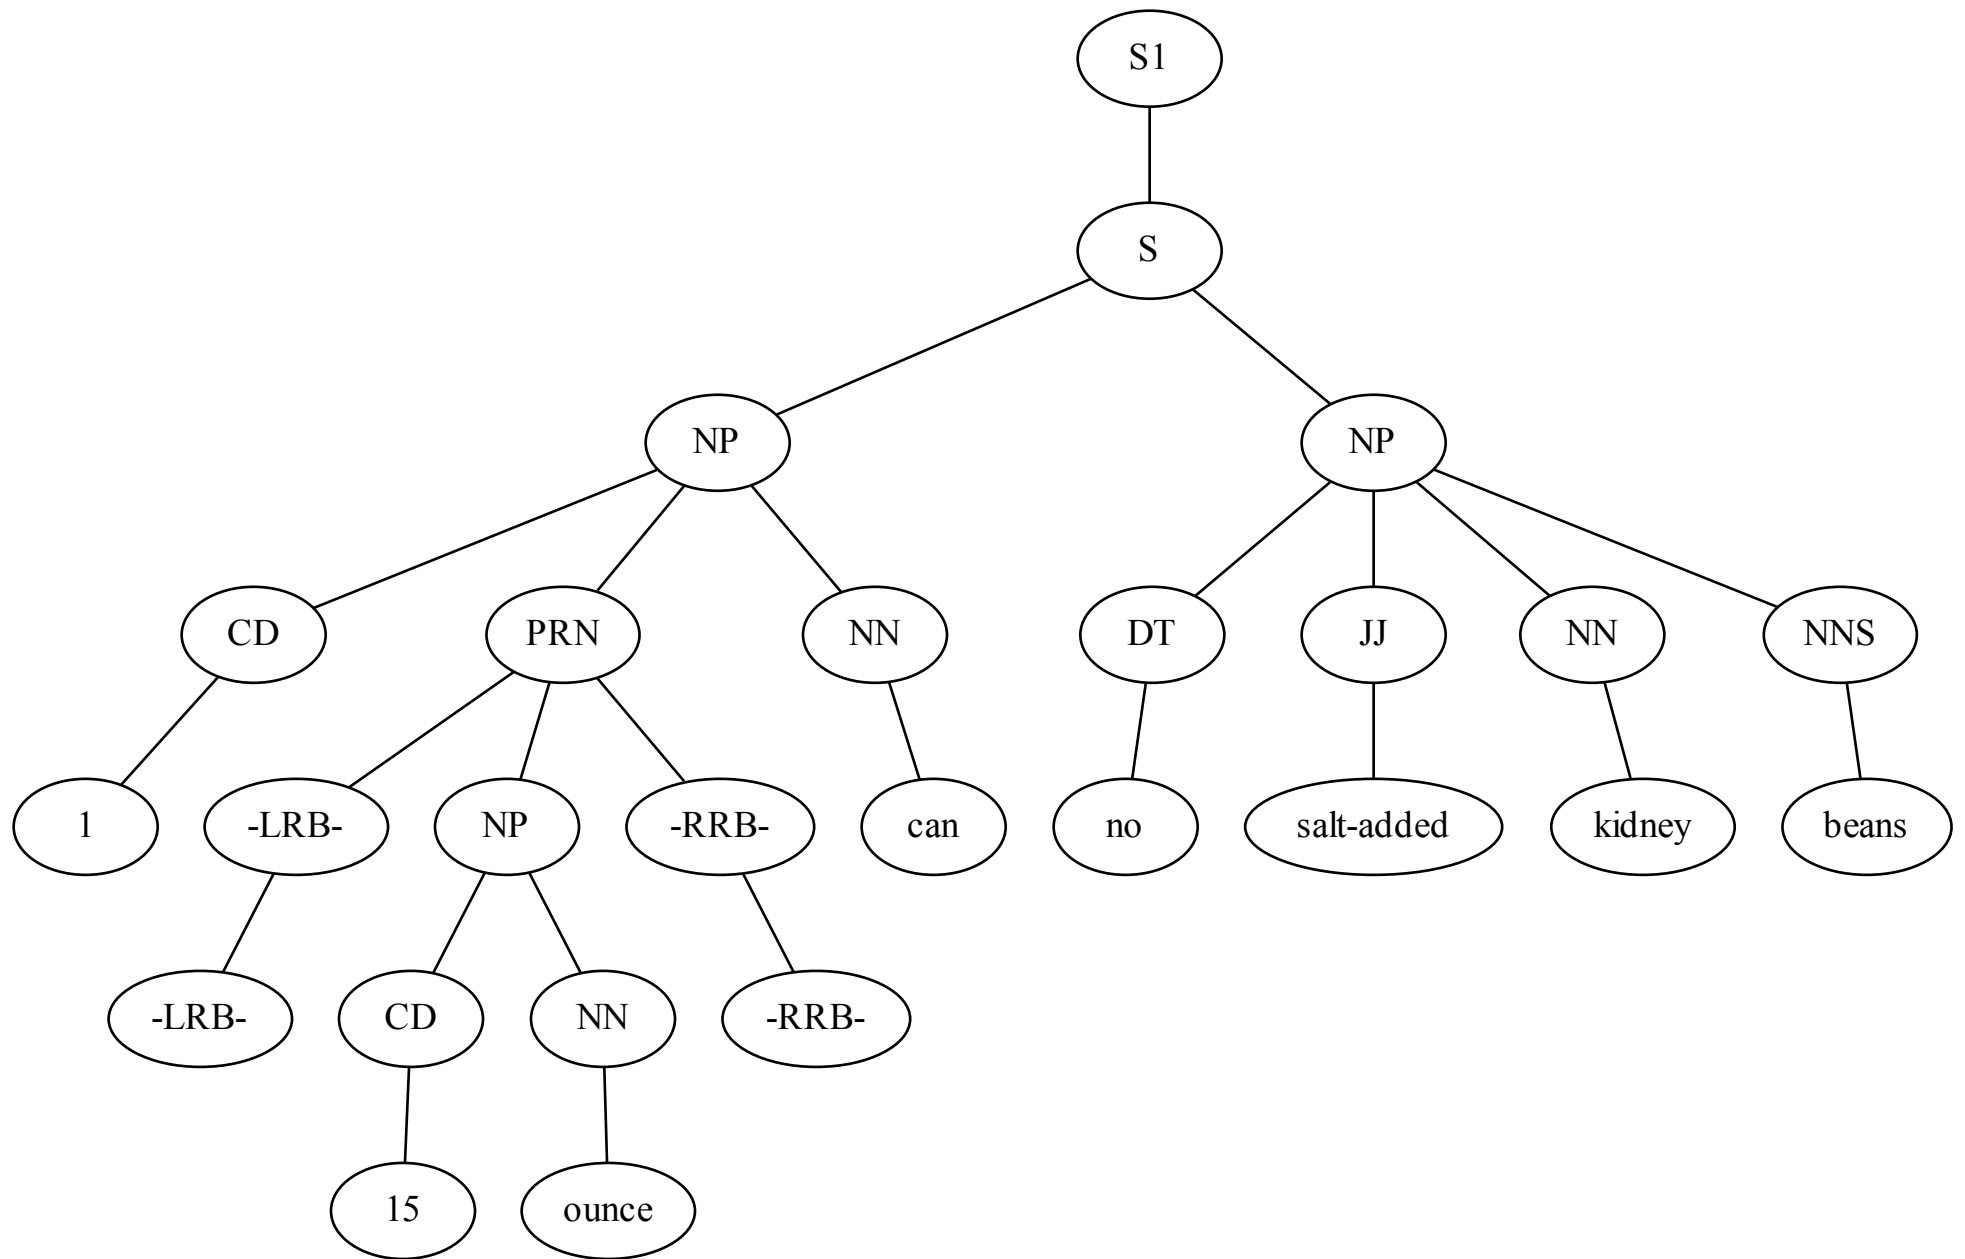 S1
S
NP NP
CD PRN NN DT JJ NN NNS
1 -LRB- NP -RRB- can no salt-added kidney beans
-LRB- CD NN -RRB-
15 ounce